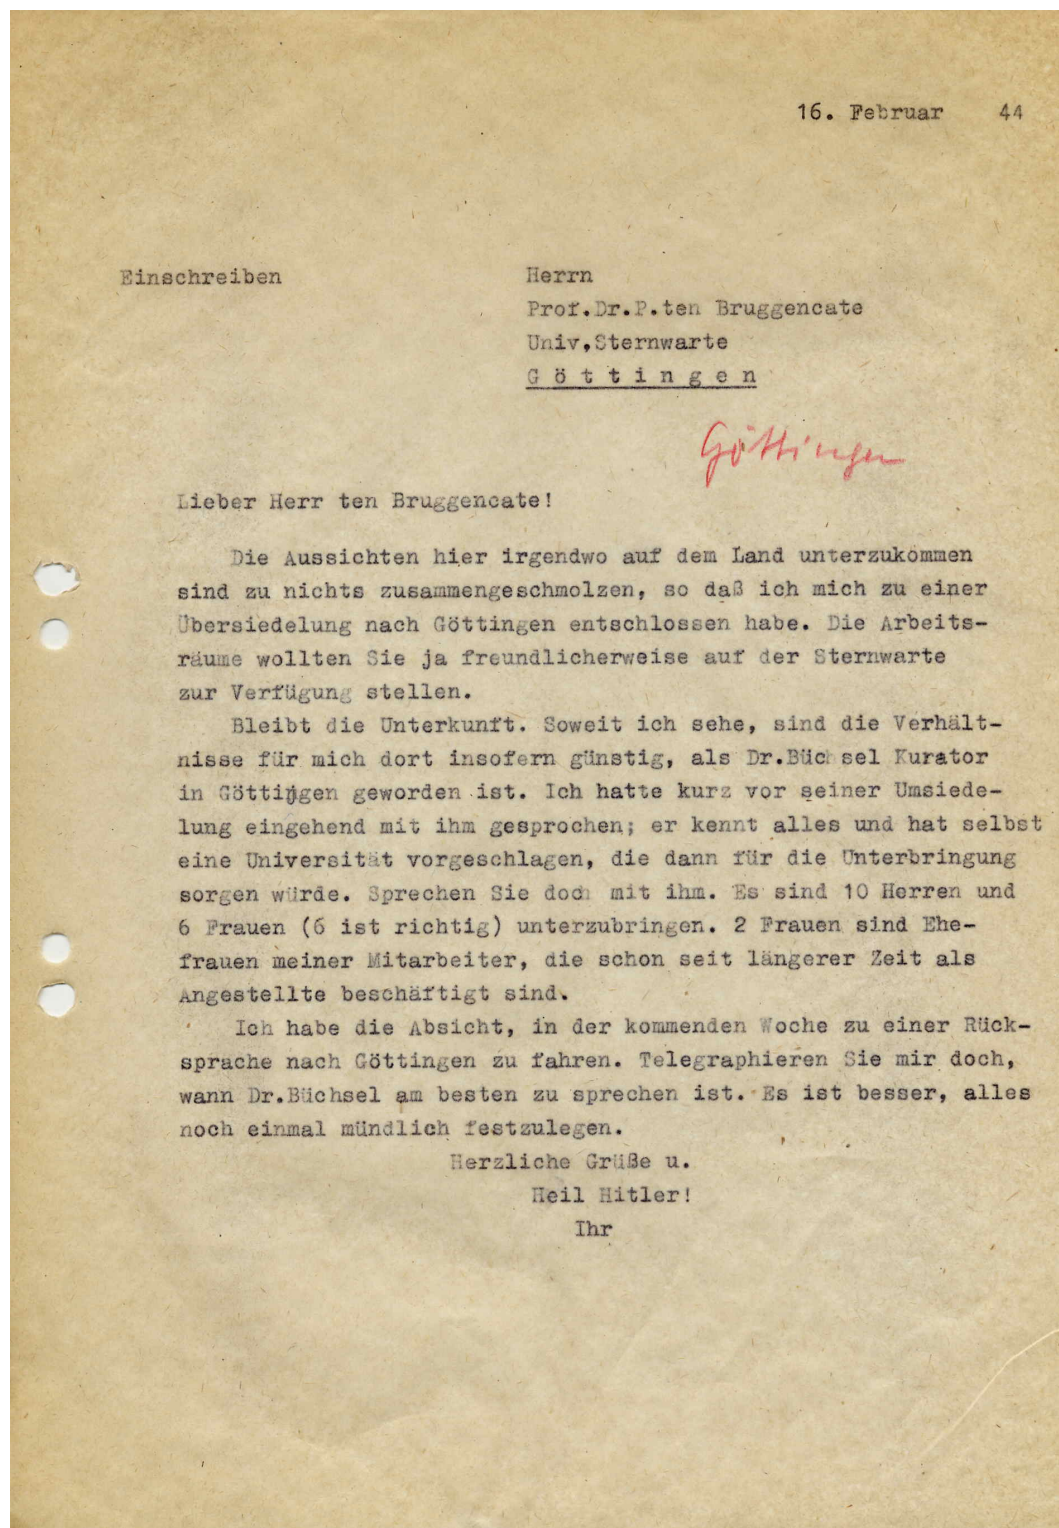 16. Februar 44
Einschreiben
Herrn
Prof.Dr.P.ten Bruggencate
Univ.Sternwarte
G ö t t i n g e n
Göttingen
Lieber Herr ten Bruggencate!
Die Aussichten hier irgendwo auf dem Land unterzukommen
sind zu nichts zusammengeschmolzen, so daß ich mich zu einer
Übersiedelung nach Göttingen entschlossen habe. Die Arbeits-
räume wollten Sie ja freundlicherweise auf der Sternwarte
zur Verfügung stellen.
Bleibt die Unterkunft. Soweit ich sehe, sind die Verhält-
nisse für mich dort insofern günstig, als Dr.Büchsel Kurator
in Göttingen geworden ist. Ich hatte kurz vor seiner Umsiede-
lung eingehend mit ihm gesprochen; er kennt alles und hat selbst
eine Universität vorgeschlagen, die dann für die Unterbringung
sorgen würde. Sprechen Sie doch mit ihm. Es sind 10 Herren und
6 Frauen (6 ist richtig) unterzubringen. 2 Frauen sind Ehe-
frauen meiner Mitarbeiter, die schon seit längerer Zeit als
Angestellte beschäftigt sind.
Ich habe die Absicht, in der kommenden Woche zu einer Rück-
sprache nach Göttingen zu fahren. Telegraphieren Sie mir doch,
wann Dr.Büchsel am besten zu sprechen ist. Es ist besser, alles
noch einmal mündlich festzulegen.
Herzliche Grüße u.
Heil Hitler!
Ihr